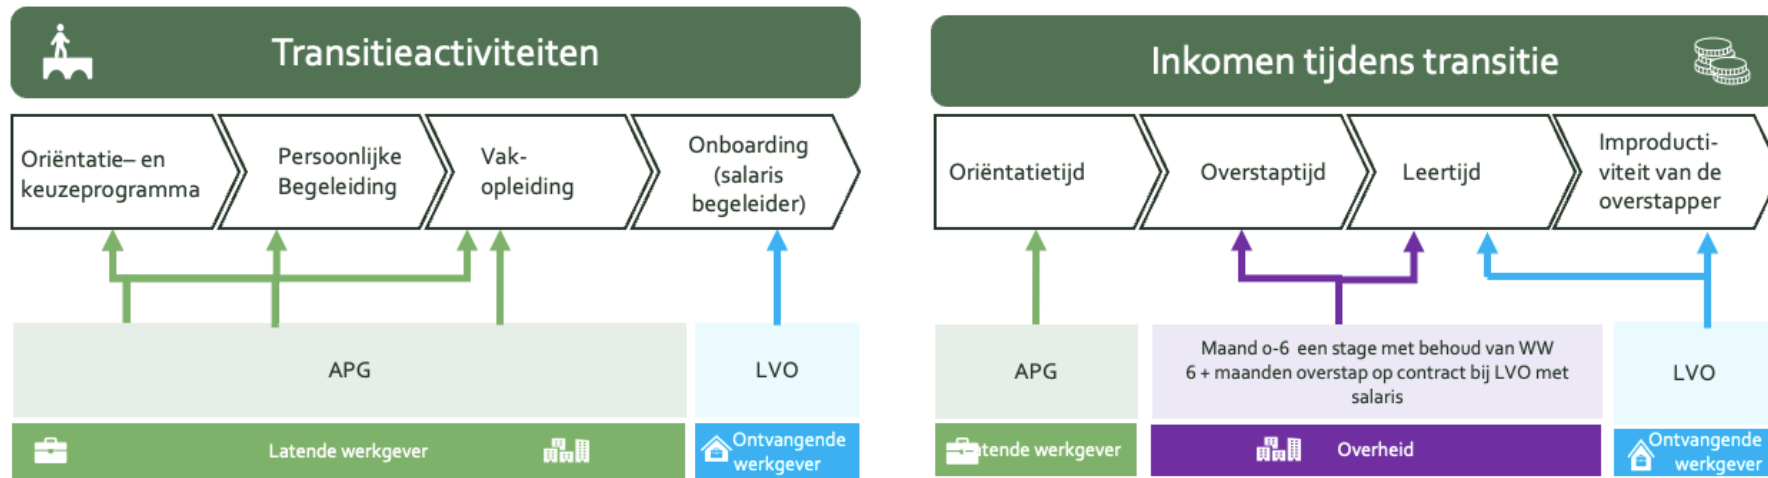 Transitieactiviteiten
Oriëntatie– en
keuzeprogramma
Persoonlijke
Begeleiding
Vak-
opleiding
Onboarding
(salaris
begeleider)
APG
LVO
Latende werkgever
Ontvangende
werkgever
Inkomen tijdens transitie
Oriëntatietijd
Overstaptijd
Leertijd
Improducti-
viteit van de
overstapper
APG
Maand 0-6 een stage met behoud van WW
6 + maanden overstap op contract bij LVO met
salaris
LVO
tende werkgever
Overheid
Ontvangende
werkgever